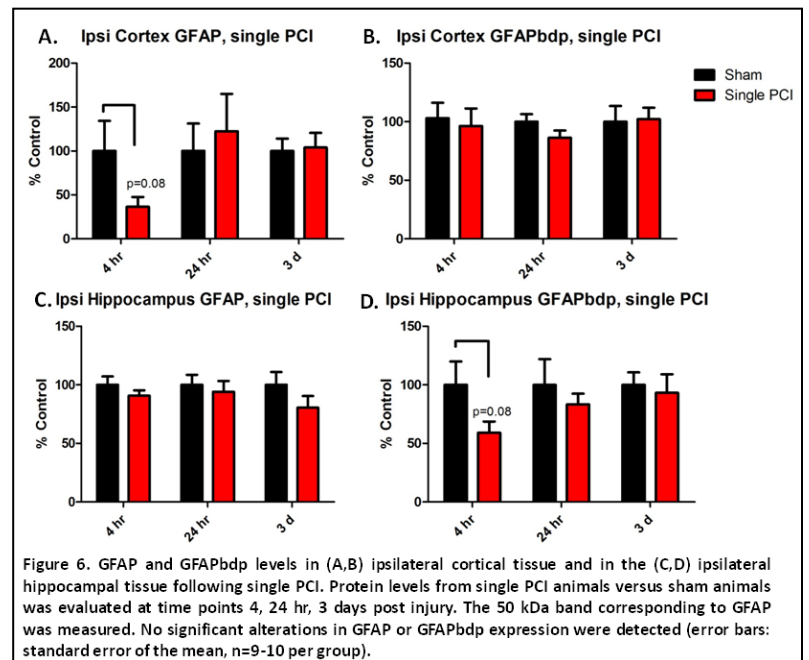 A. Ipsi Cortex GFAP, single PCI
200
150
100
50
0
% Control
p=0.08
4 hr
24 hr
3 d
B. Ipsi Cortex GFAPbdp, single PCI
150
100
50
0
% Control
4 hr
24 hr
3 d
Sham
Single PCI
C. Ipsi Hippocampus GFAP, single PCI
150
100
50
0
% Control
4 hr
24 hr
3 d
D. Ipsi Hippocampus GFAPbdp, single PCI
150
100
50
0
% Control
p=0.08
4 hr
24 hr
3 d
Figure 6. GFAP and GFAPbdp levels in (A,B) ipsilateral cortical tissue and in the (C,D) ipsilateral
hippocampal tissue following single PCI. Protein levels from single PCI animals versus sham animals
was evaluated at time points 4, 24 hr, 3 days post injury. The 50 kDa band corresponding to GFAP
was measured. No significant alterations in GFAP or GFAPbdp expression were detected (error bars:
standard error of the mean, n=9-10 per group).